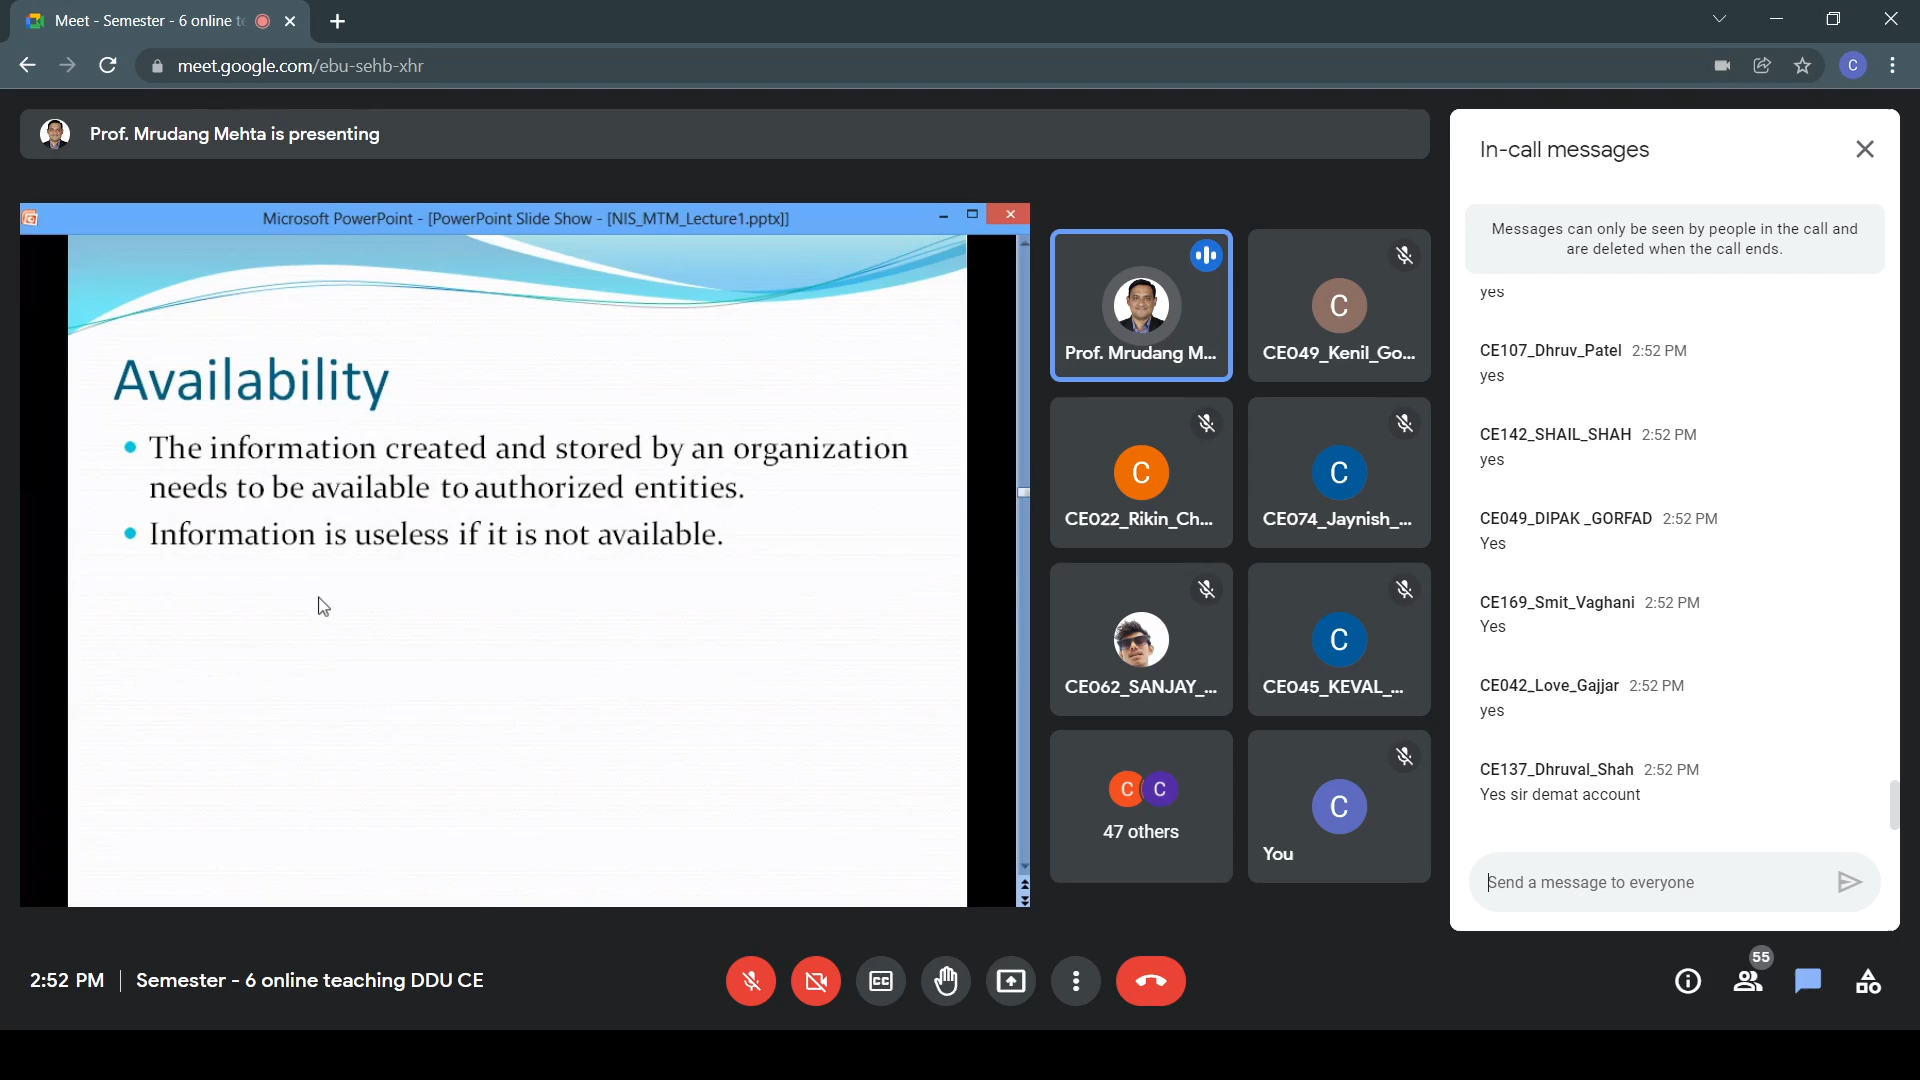 Meet - Semester - 6 online te
meet.google.com/ebu-sehb-xhr
C
Prof. Mrudang Mehta is presenting
Microsoft PowerPoint - [PowerPoint Slide Show - [NIS_MTM_Lecture1.pptx]]
Availability
• The information created and stored by an organization
needs to be available to authorized entities.
• Information is useless if it is not available.
Prof. Mrudang M...
C
CE049_Kenil_Go...
C
CE022_Rikin_Ch...
C
CE074_Jaynish_...
CE062_SANJAY_...
C
CE045_KEVAL_...
C C
47 others
C
You
In-call messages
Messages can only be seen by people in the call and
are deleted when the call ends.
yes
CE107_Dhruv_Patel 2:52 PM
yes
CE142_SHAIL_SHAH 2:52 PM
yes
CE049_DIPAK _GORFAD 2:52 PM
Yes
CE169_Smit_Vaghani 2:52 PM
Yes
CE042_Love_Gajjar 2:52 PM
yes
CE137_Dhruval_Shah 2:52 PM
Yes sir demat account
Send a message to everyone
2:52 PM | Semester - 6 online teaching DDU CE
CC
55